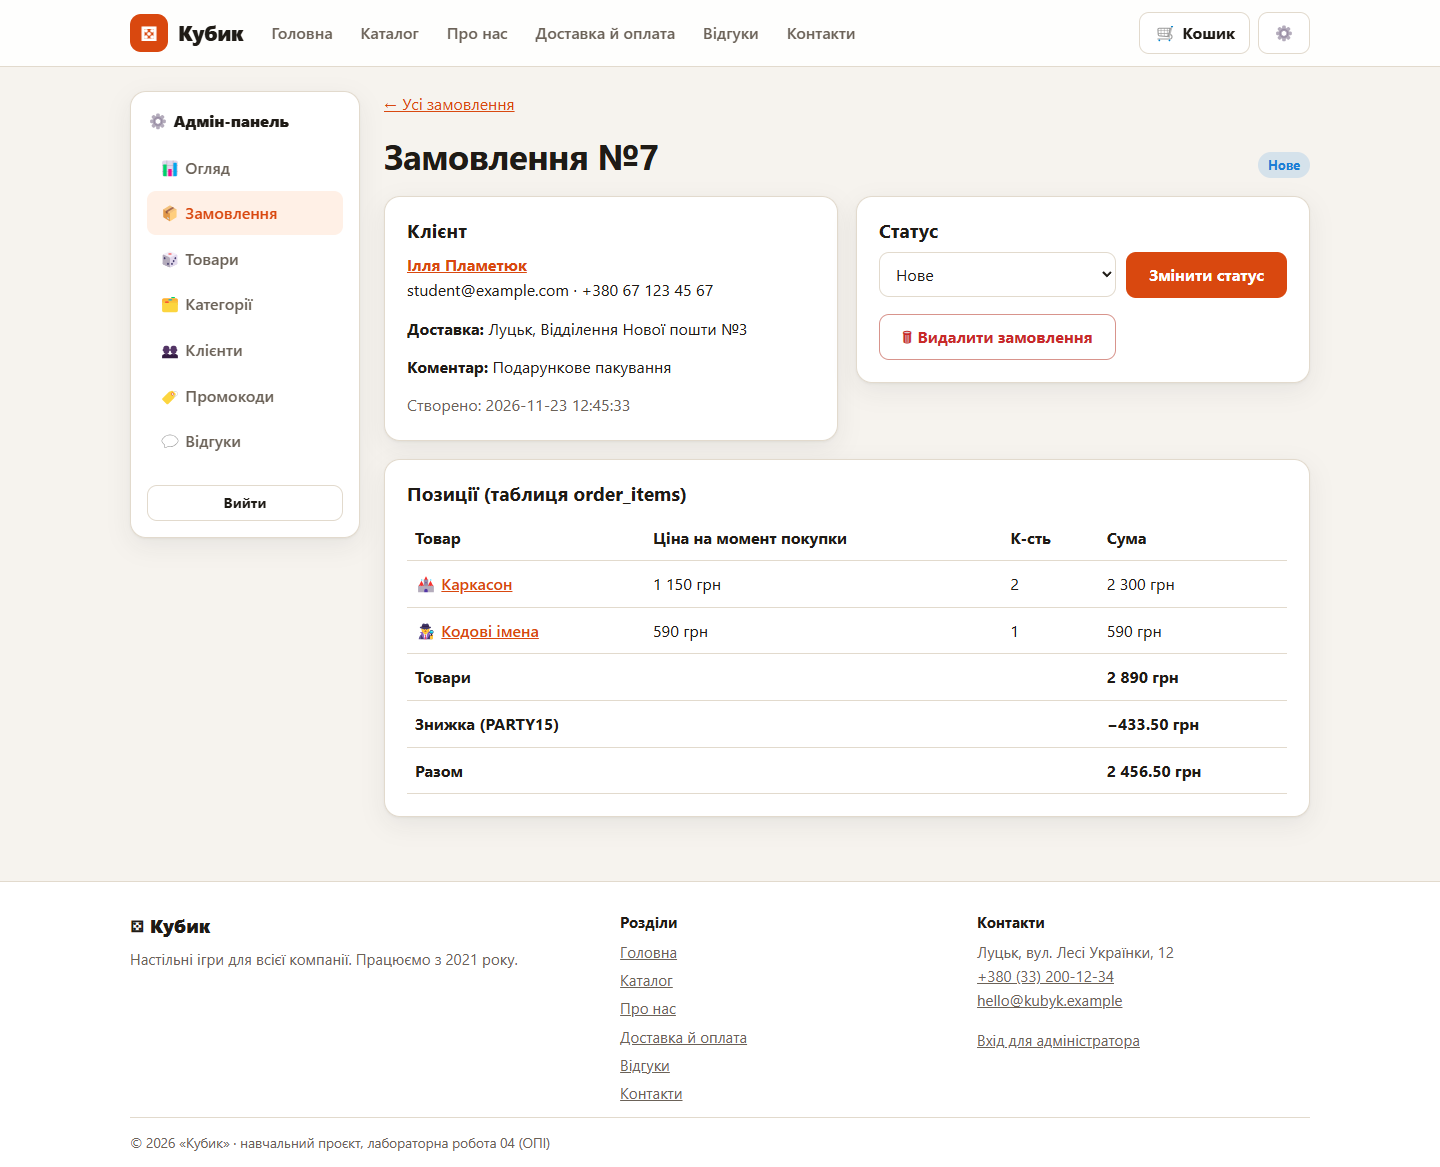 Кубик
Головна
Каталог
Про нас
Доставка й оплата
Відгуки
Контакти
Кошик
Адмін-панель
Огляд
Замовлення
Товари
Категорії
Клієнти
Промокоди
Відгуки
Вийти
← Усі замовлення
Замовлення №7
Нове
Клієнт
Ілля Пламетюк
student@example.com · +380 67 123 45 67
Доставка: Луцьк, Відділення Нової пошти №3
Коментар: Подарункове пакування
Створено: 2026-11-23 12:45:33
Статус
Нове
Змінити статус
Видалити замовлення
Позиції (таблиця order_items)
Товар Ціна на момент покупки К-сть Сума
Каркасон 1 150 грн 2 2 300 грн
Кодові імена 590 грн 1 590 грн
Товари 2 890 грн
Знижка (PARTY15) −433.50 грн
Разом 2 456.50 грн
Кубик
Настільні ігри для всієї компанії. Працюємо з 2021 року.
Розділи
Головна
Каталог
Про нас
Доставка й оплата
Відгуки
Контакти
Контакти
Луцьк, вул. Лесі Українки, 12
+380 (33) 200-12-34
hello@kubyk.example
Вхід для адміністратора
© 2026 «Кубик» · навчальний проєкт, лабораторна робота 04 (ОПІ)